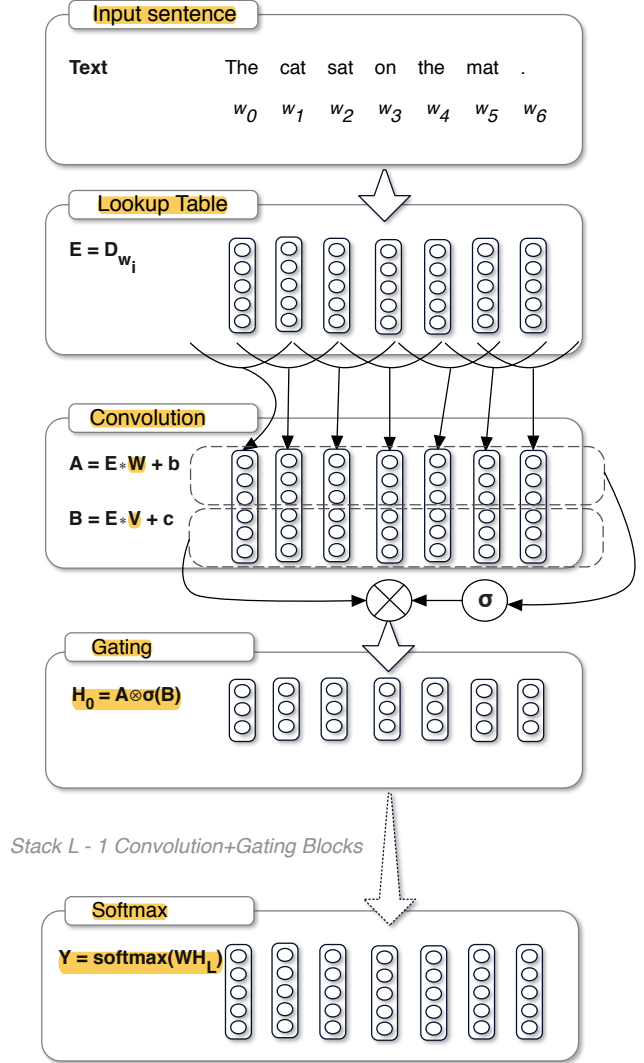 Input sentence
Text The cat sat on the mat .
w0 w1 w2 w3 w4 w5 w6
Lookup Table
E = Dwi
Convolution
A = E∗W + b
B = E∗V + c
σ
Gating
H0 = A⊗σ(B)
Stack L - 1 Convolution+Gating Blocks
Softmax
Y = softmax(WHL)